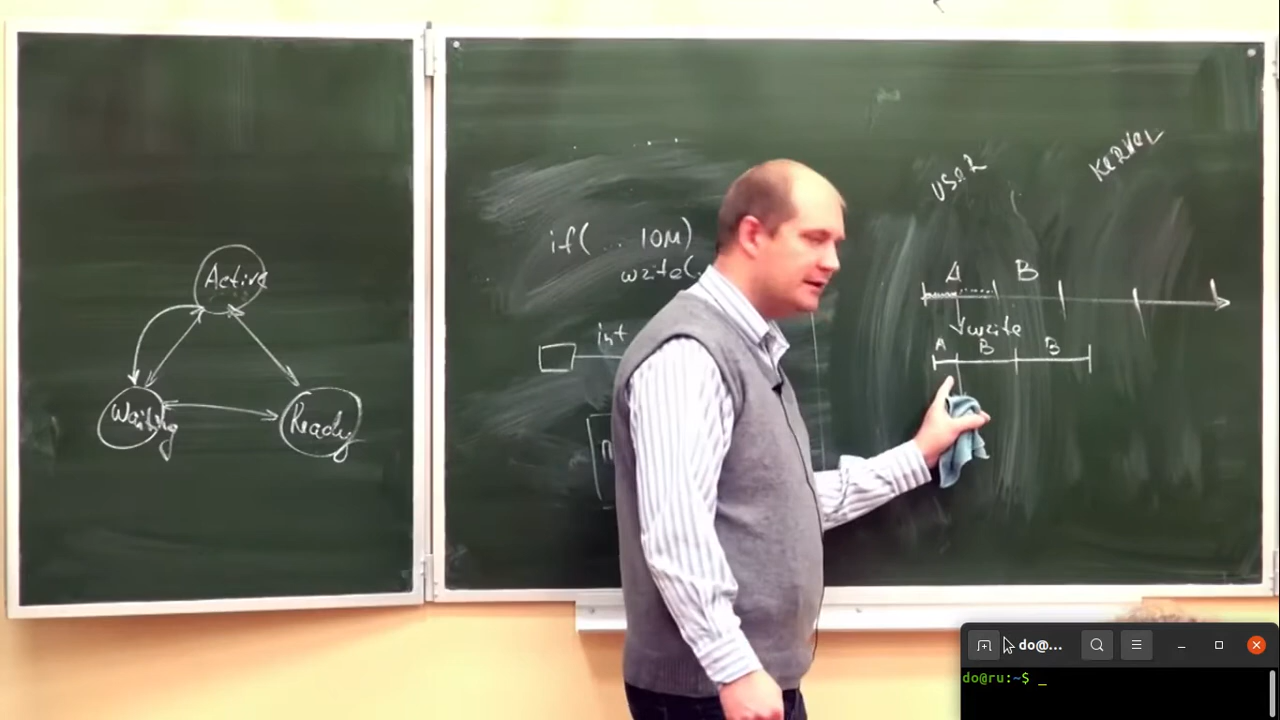 Active
Waiting
Ready
if( ... 10M)
write(
int
USER
KERNEL
A B
write
A B B
do@...
do@ru:~$ _